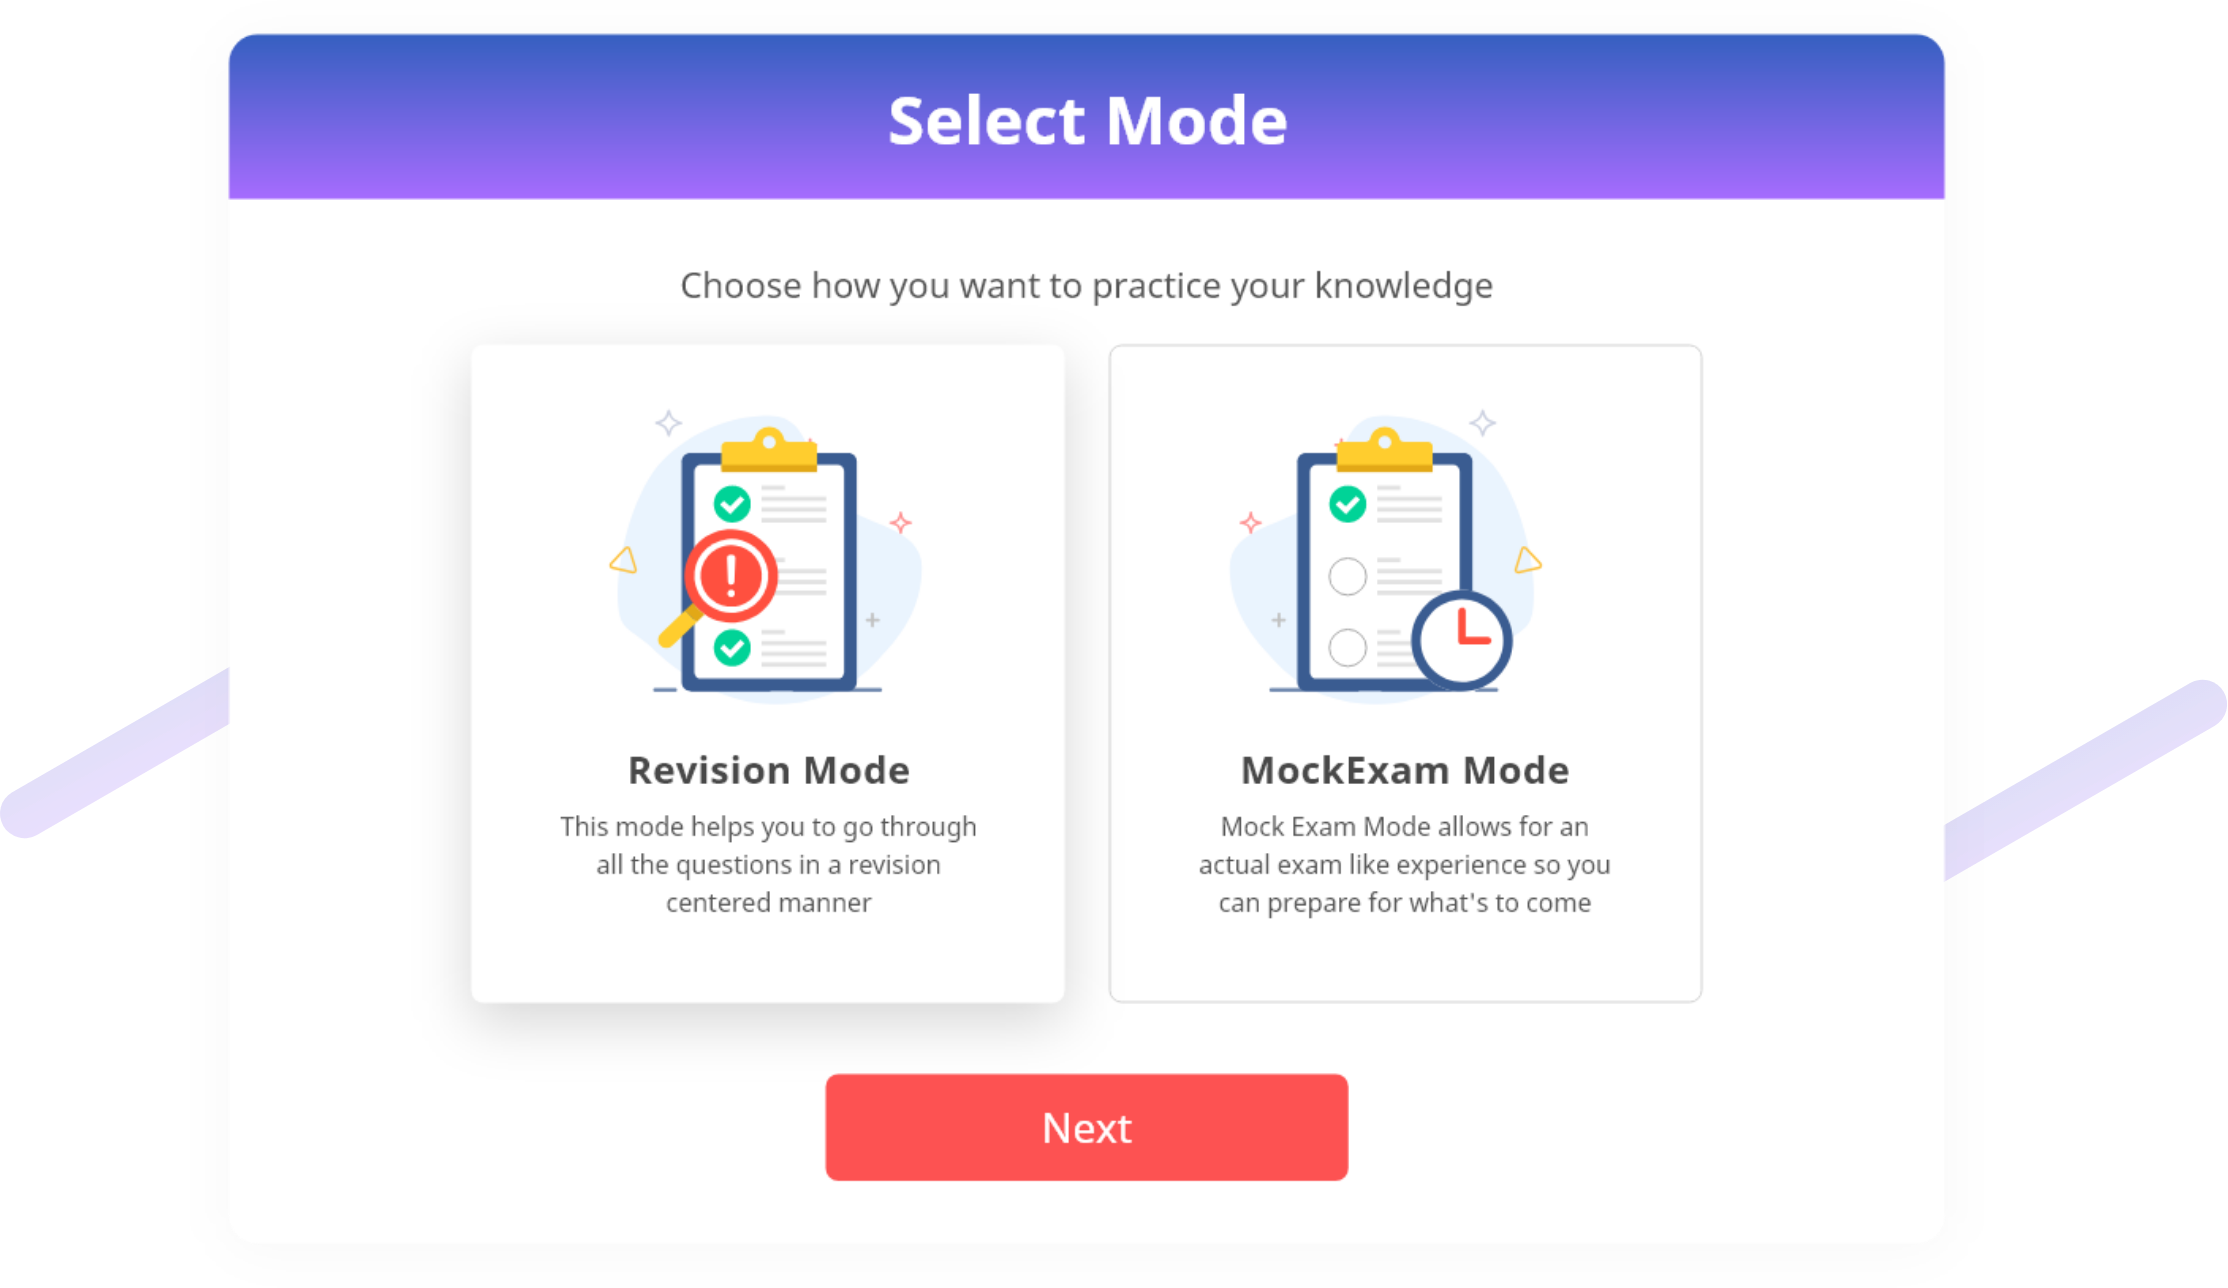 Select Mode
Choose how you want to practice your knowledge
Revision Mode
This mode helps you to go through
all the questions in a revision
centered manner
MockExam Mode
Mock Exam Mode allows for an
actual exam like experience so you
can prepare for what's to come
Next